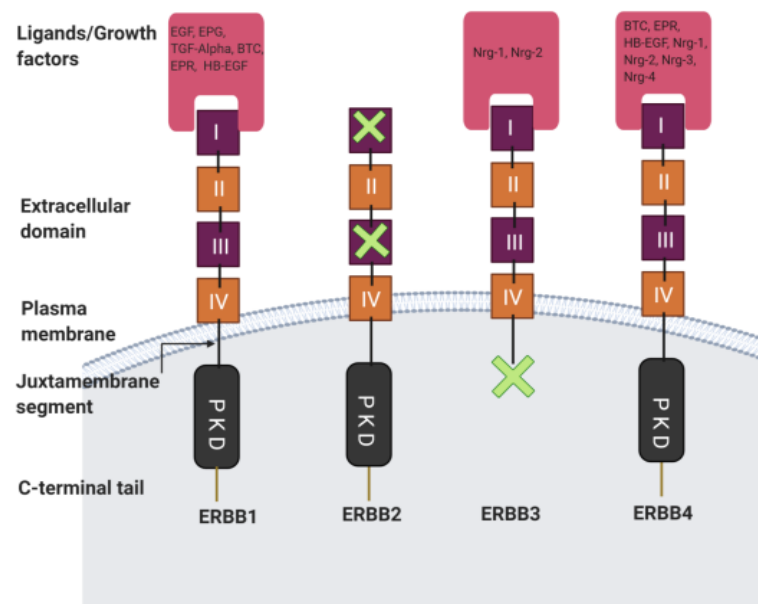 Ligands/Growth
factors
EGF, EPG,
TGF-Alpha, BTC,
EPR, HB-EGF
Nrg-1, Nrg-2
BTC, EPR,
HB-EGF, Nrg-1,
Nrg-2, Nrg-3,
Nrg-4
I
I
I
II
II
II
II
Extracellular
domain
III
III
III
IV
IV
IV
IV
Plasma
membrane
Juxtamembrane
segment
PKD
PKD
PKD
C-terminal tail
ERBB1
ERBB2
ERBB3
ERBB4